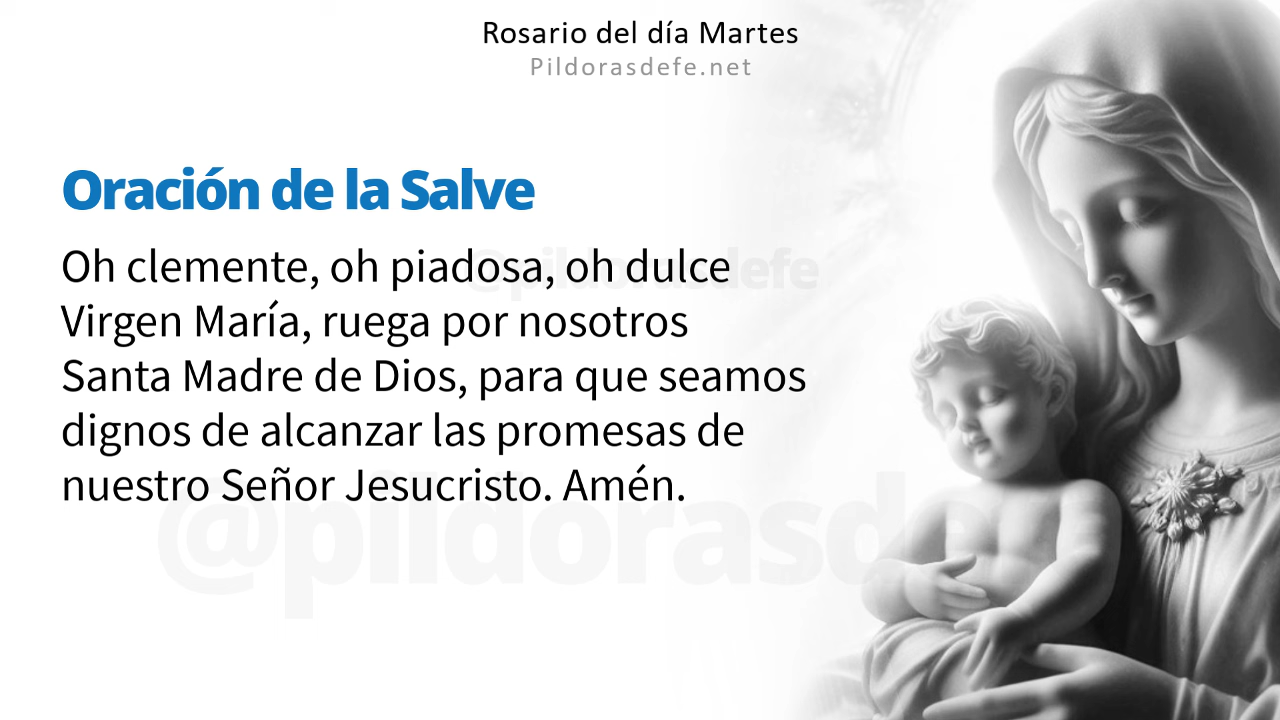 Rosario del día Martes
Pildorasdefe.net
Oración de la Salve
@pildorasdefe
Oh clemente, oh piadosa, oh dulce
Virgen María, ruega por nosotros
Santa Madre de Dios, para que seamos
dignos de alcanzar las promesas de
nuestro Señor Jesucristo. Amén.
@pildorasde